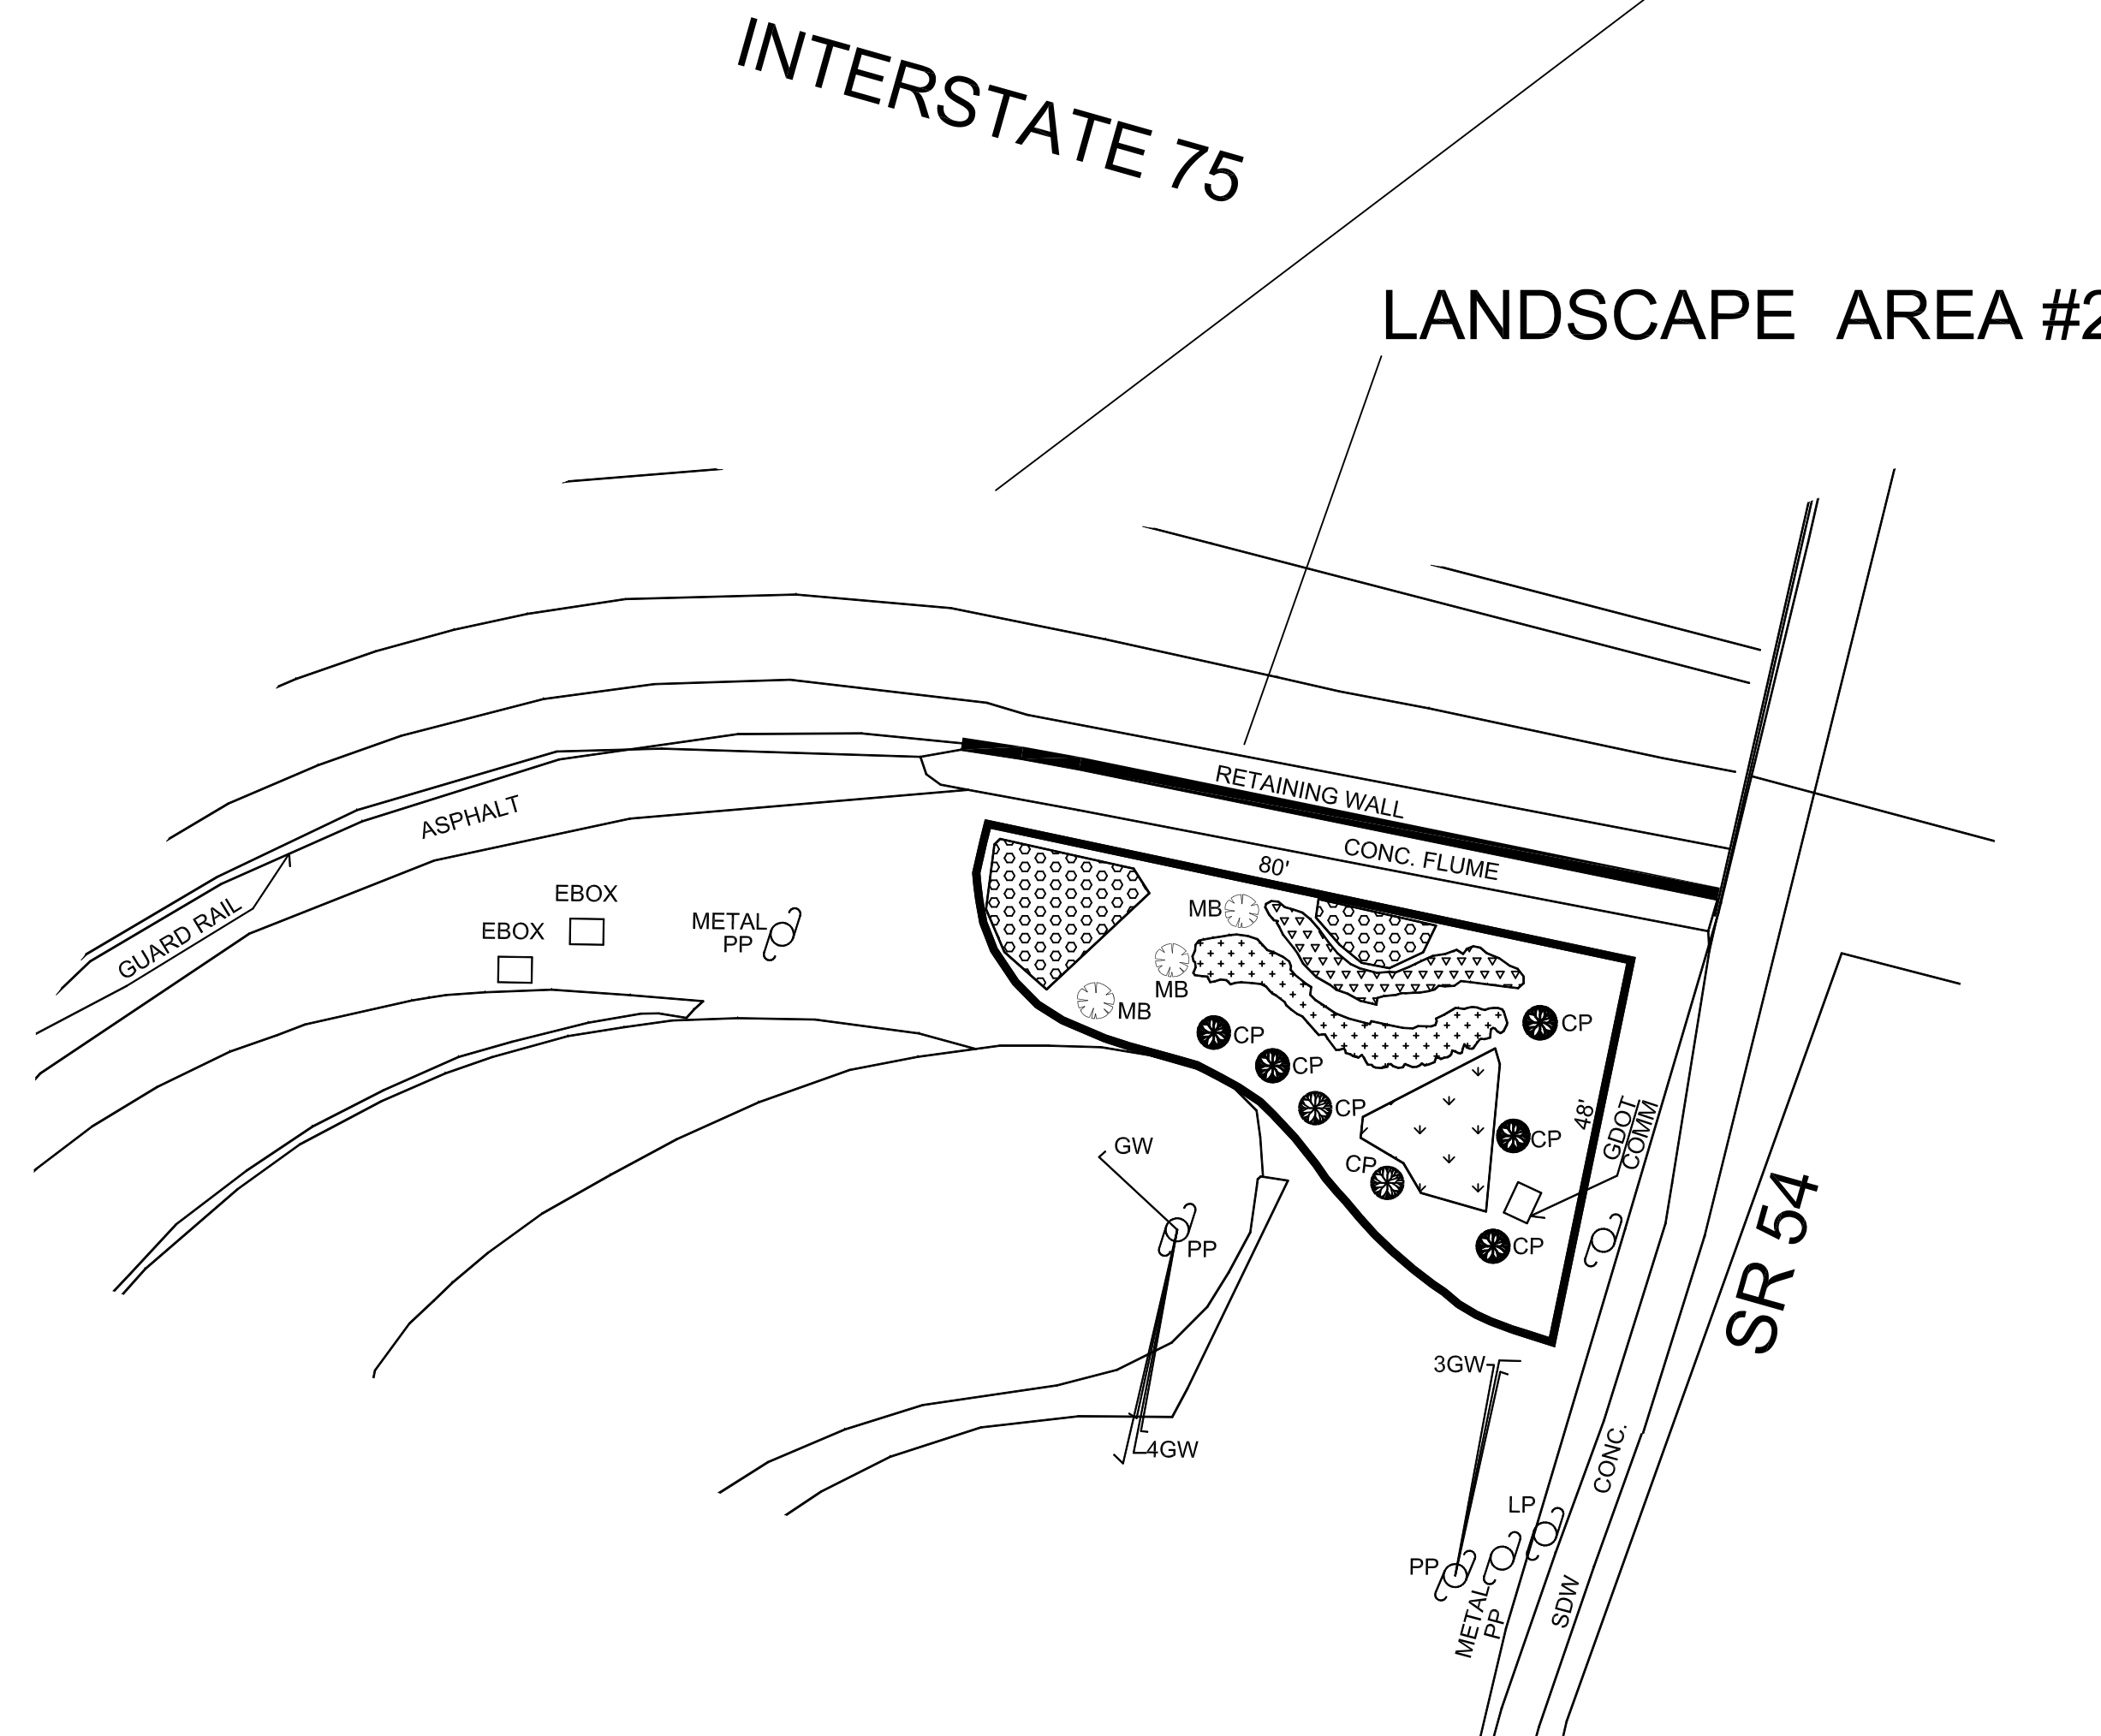 INTERSTATE 75
LANDSCAPE AREA #2
RETAINING WALL
CONC. FLUME
80'
ASPHALT
GUARD RAIL
EBOX
EBOX
METAL
PP
MB
MB
MB
CP
CP
CP
CP
CP
CP
CP
48'
GDOT
COMM
GW
PP
4GW
3GW
SR 54
CONC.
LP
PP
METAL
PP
SDW